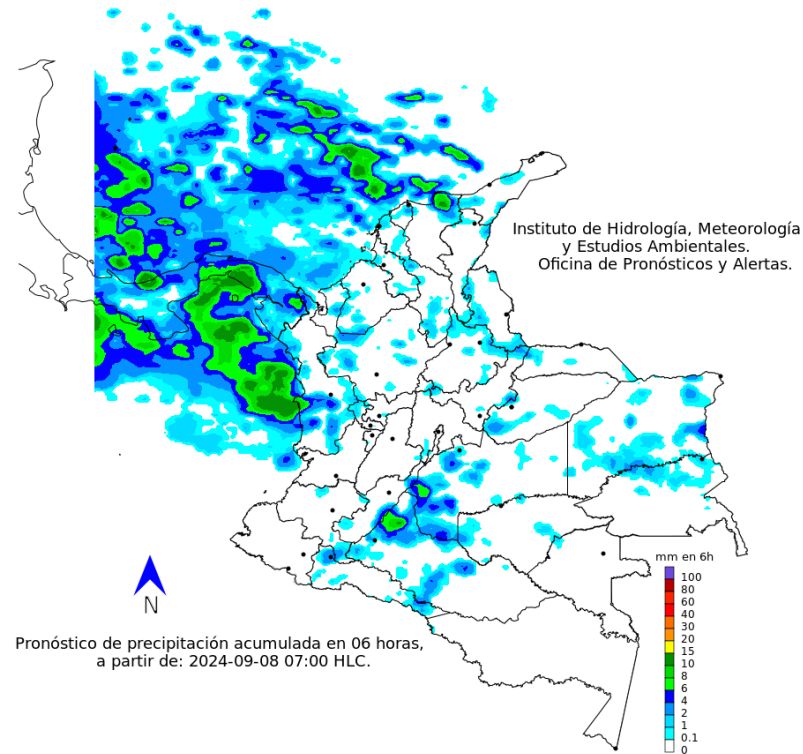 Instituto de Hidrología, Meteorología
y Estudios Ambientales.
Oficina de Pronósticos y Alertas.
mm en 6h
100
80
60
40
30
20
15
10
8
6
4
2
1
0.1
0
N
Pronóstico de precipitación acumulada en 06 horas,
a partir de: 2024-09-08 07:00 HLC.